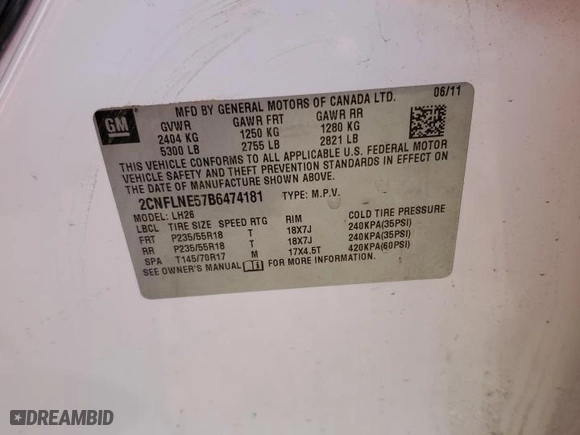 GM
MFD BY GENERAL MOTORS OF CANADA LTD. 06/11
GVWR GAWR FRT GAWR RR
2404 KG 1250 KG 1280 KG
5300 LB 2755 LB 2821 LB
THIS VEHICLE CONFORMS TO ALL APPLICABLE U.S. FEDERAL MOTOR
VEHICLE SAFETY AND THEFT PREVENTION STANDARDS IN EFFECT ON
THE DATE OF MANUFACTURE SHOWN ABOVE.
2CNFLNE57B6474181 TYPE: M.P.V.
MODEL: LH26
LBCL TIRE SIZE SPEED RTG RIM COLD TIRE PRESSURE
FRT P235/55R18 T 18X7J 240KPA(35PSI)
RR P235/55R18 T 18X7J 240KPA(35PSI)
SPA T145/70R17 M 17X4.5T 420KPA(60PSI)
SEE OWNER'S MANUAL FOR MORE INFORMATION.
DREAMBID